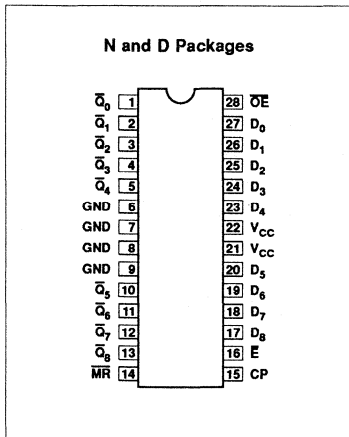 N and D Packages
Q̅0 1 28 O̅E̅
Q̅1 2 27 D0
Q̅2 3 26 D1
Q̅3 4 25 D2
Q̅4 5 24 D3
GND 6 23 D4
GND 7 22 VCC
GND 8 21 VCC
GND 9 20 D5
Q̅5 10 19 D6
Q̅6 11 18 D7
Q̅7 12 17 D8
Q̅8 13 16 E̅
M̅R̅ 14 15 CP